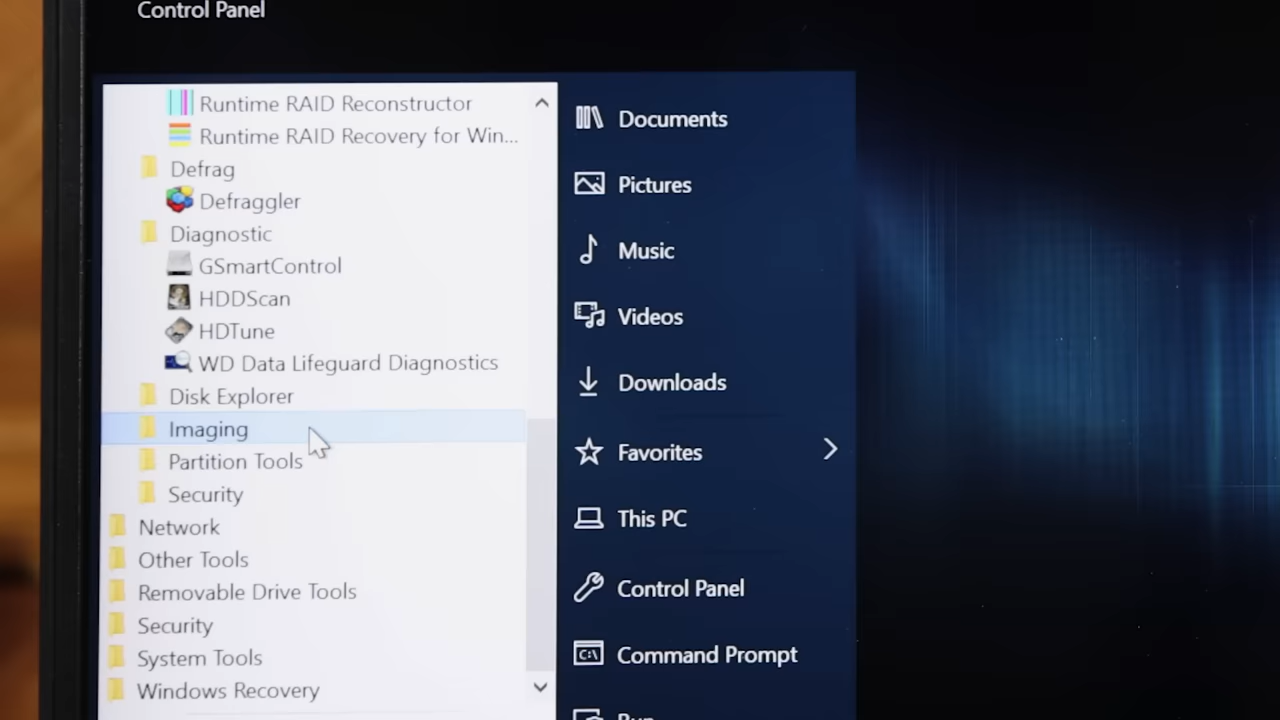 Control Panel
Runtime RAID Reconstructor
Runtime RAID Recovery for Win...
Defrag
Defraggler
Diagnostic
GSmartControl
HDDScan
HDTune
WD Data Lifeguard Diagnostics
Disk Explorer
Imaging
Partition Tools
Security
Network
Other Tools
Removable Drive Tools
Security
System Tools
Windows Recovery
Documents
Pictures
Music
Videos
Downloads
Favorites
This PC
Control Panel
C:\
Command Prompt